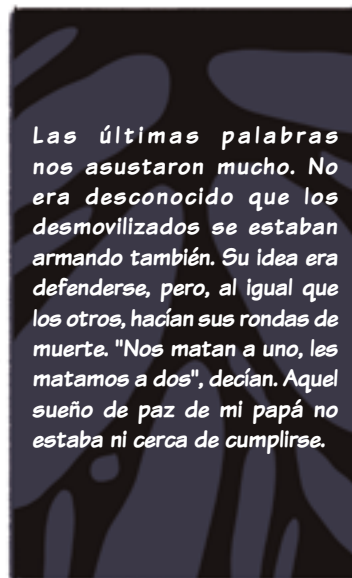 Las últimas palabras
nos asustaron mucho. No
era desconocido que los
desmovilizados se estaban
armando también. Su idea era
defenderse, pero, al igual que
los otros, hacían sus rondas de
muerte. "Nos matan a uno, les
matamos a dos", decían. Aquel
sueño de paz de mi papá no
estaba ni cerca de cumplirse.